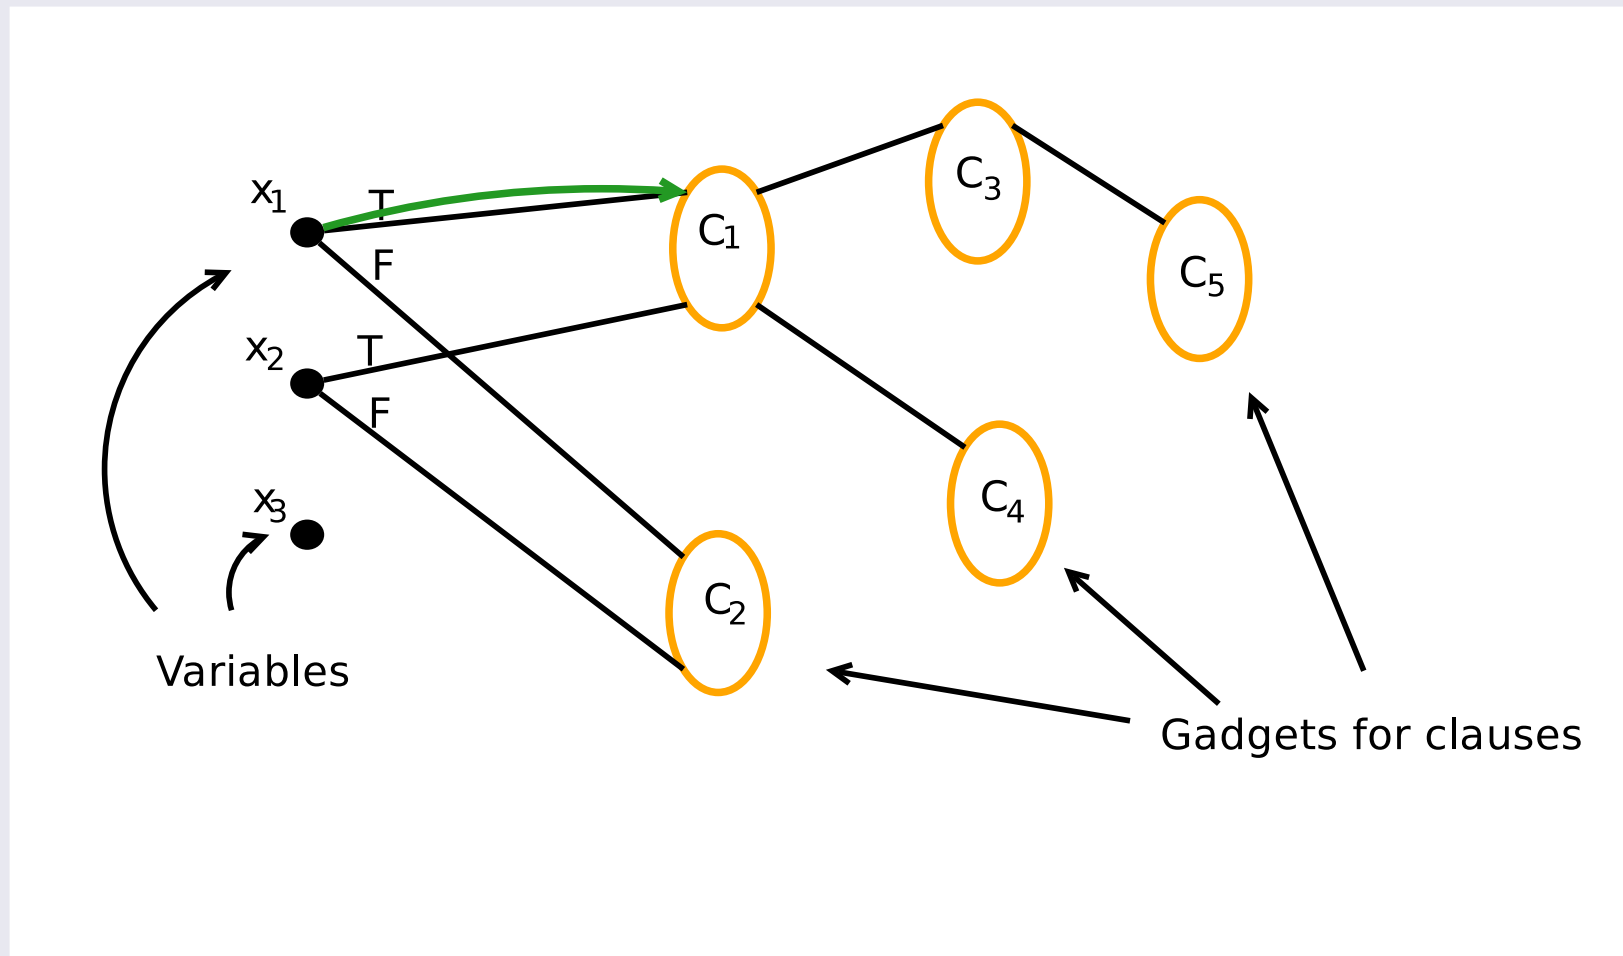 x₁
T
F
x₂
T
F
x₃
Variables
C₁
C₂
C₃
C₄
C₅
Gadgets for clauses